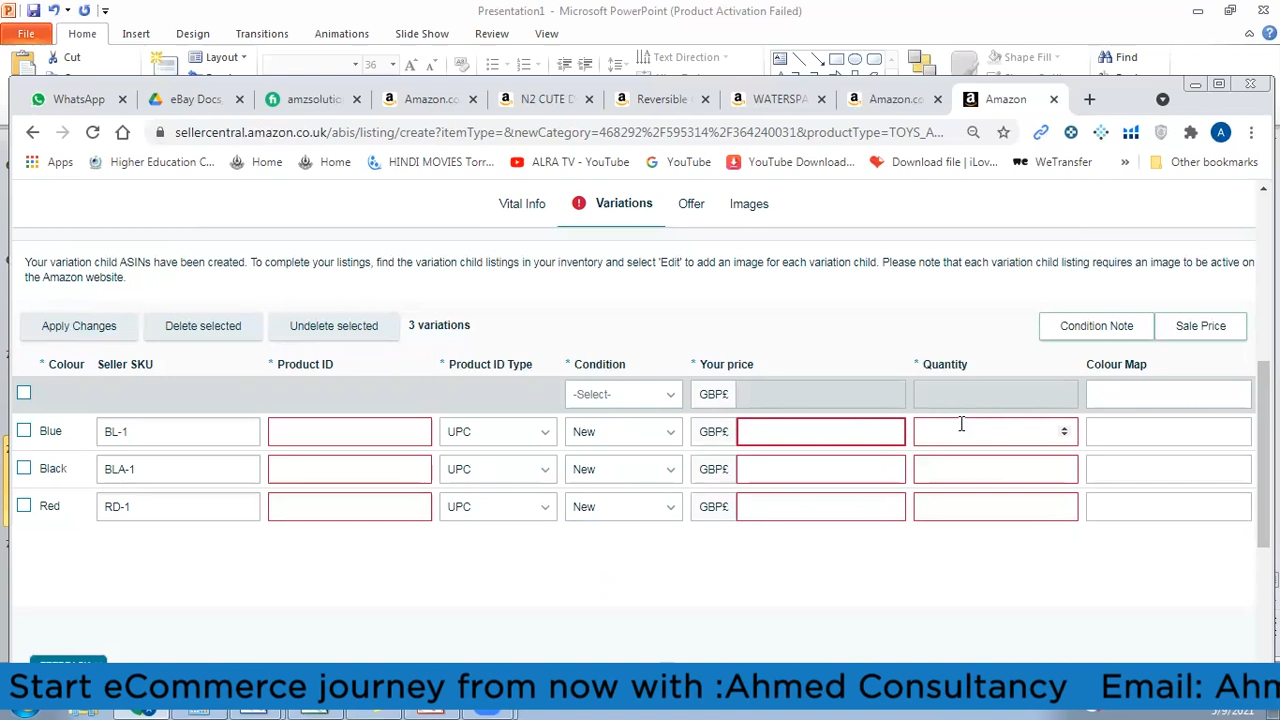 Presentation1 - Microsoft PowerPoint (Product Activation Failed)
File Home Insert Design Transitions Animations Slide Show Review View
Cut Layout 36 Text Direction Shape Fill Find
WhatsApp eBay Docs, amzsolution Amazon.co N2 CUTE D Reversible WATERSPA Amazon.co Amazon
sellercentral.amazon.co.uk/abis/listing/create?itemType=&newCategory=468292%2F595314%2F364240031&productType=TOYS_A... A
Apps Higher Education C... Home Home HINDI MOVIES Torr... ALRA TV - YouTube YouTube YouTube Download... Download file | iLov... we WeTransfer » Other bookmarks
Vital Info Variations Offer Images
Your variation child ASINs have been created. To complete your listings, find the variation child listings in your inventory and select 'Edit' to add an image for each variation child. Please note that each variation child listing requires an image to be active on
the Amazon website.
Apply Changes Delete selected Undelete selected 3 variations Condition Note Sale Price
* Colour Seller SKU * Product ID * Product ID Type * Condition * Your price * Quantity Colour Map
-Select- GBP£
Blue BL-1 UPC New GBP£
Black BLA-1 UPC New GBP£
Red RD-1 UPC New GBP£
Start eCommerce journey from now with :Ahmed Consultancy Email: Ahm
5/9/2021